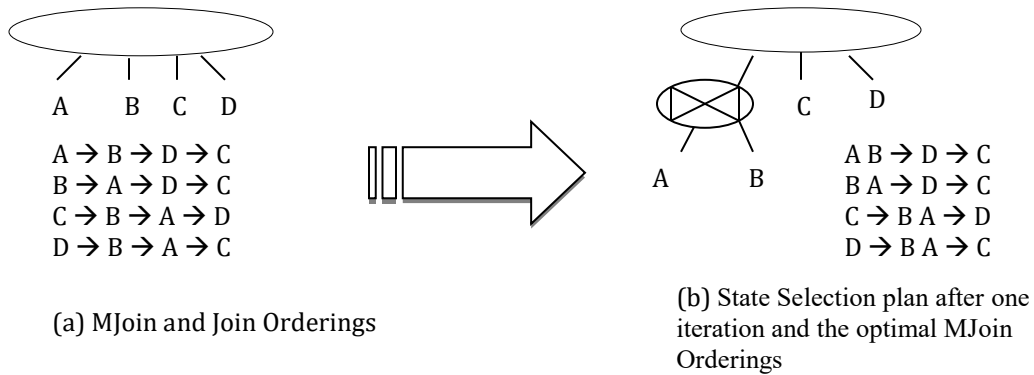 A B C D
A → B → D → C
B → A → D → C
C → B → A → D
D → B → A → C
(a) MJoin and Join Orderings
C D
A B
A B → D → C
B A → D → C
C → B A → D
D → B A → C
(b) State Selection plan after one
iteration and the optimal MJoin
Orderings